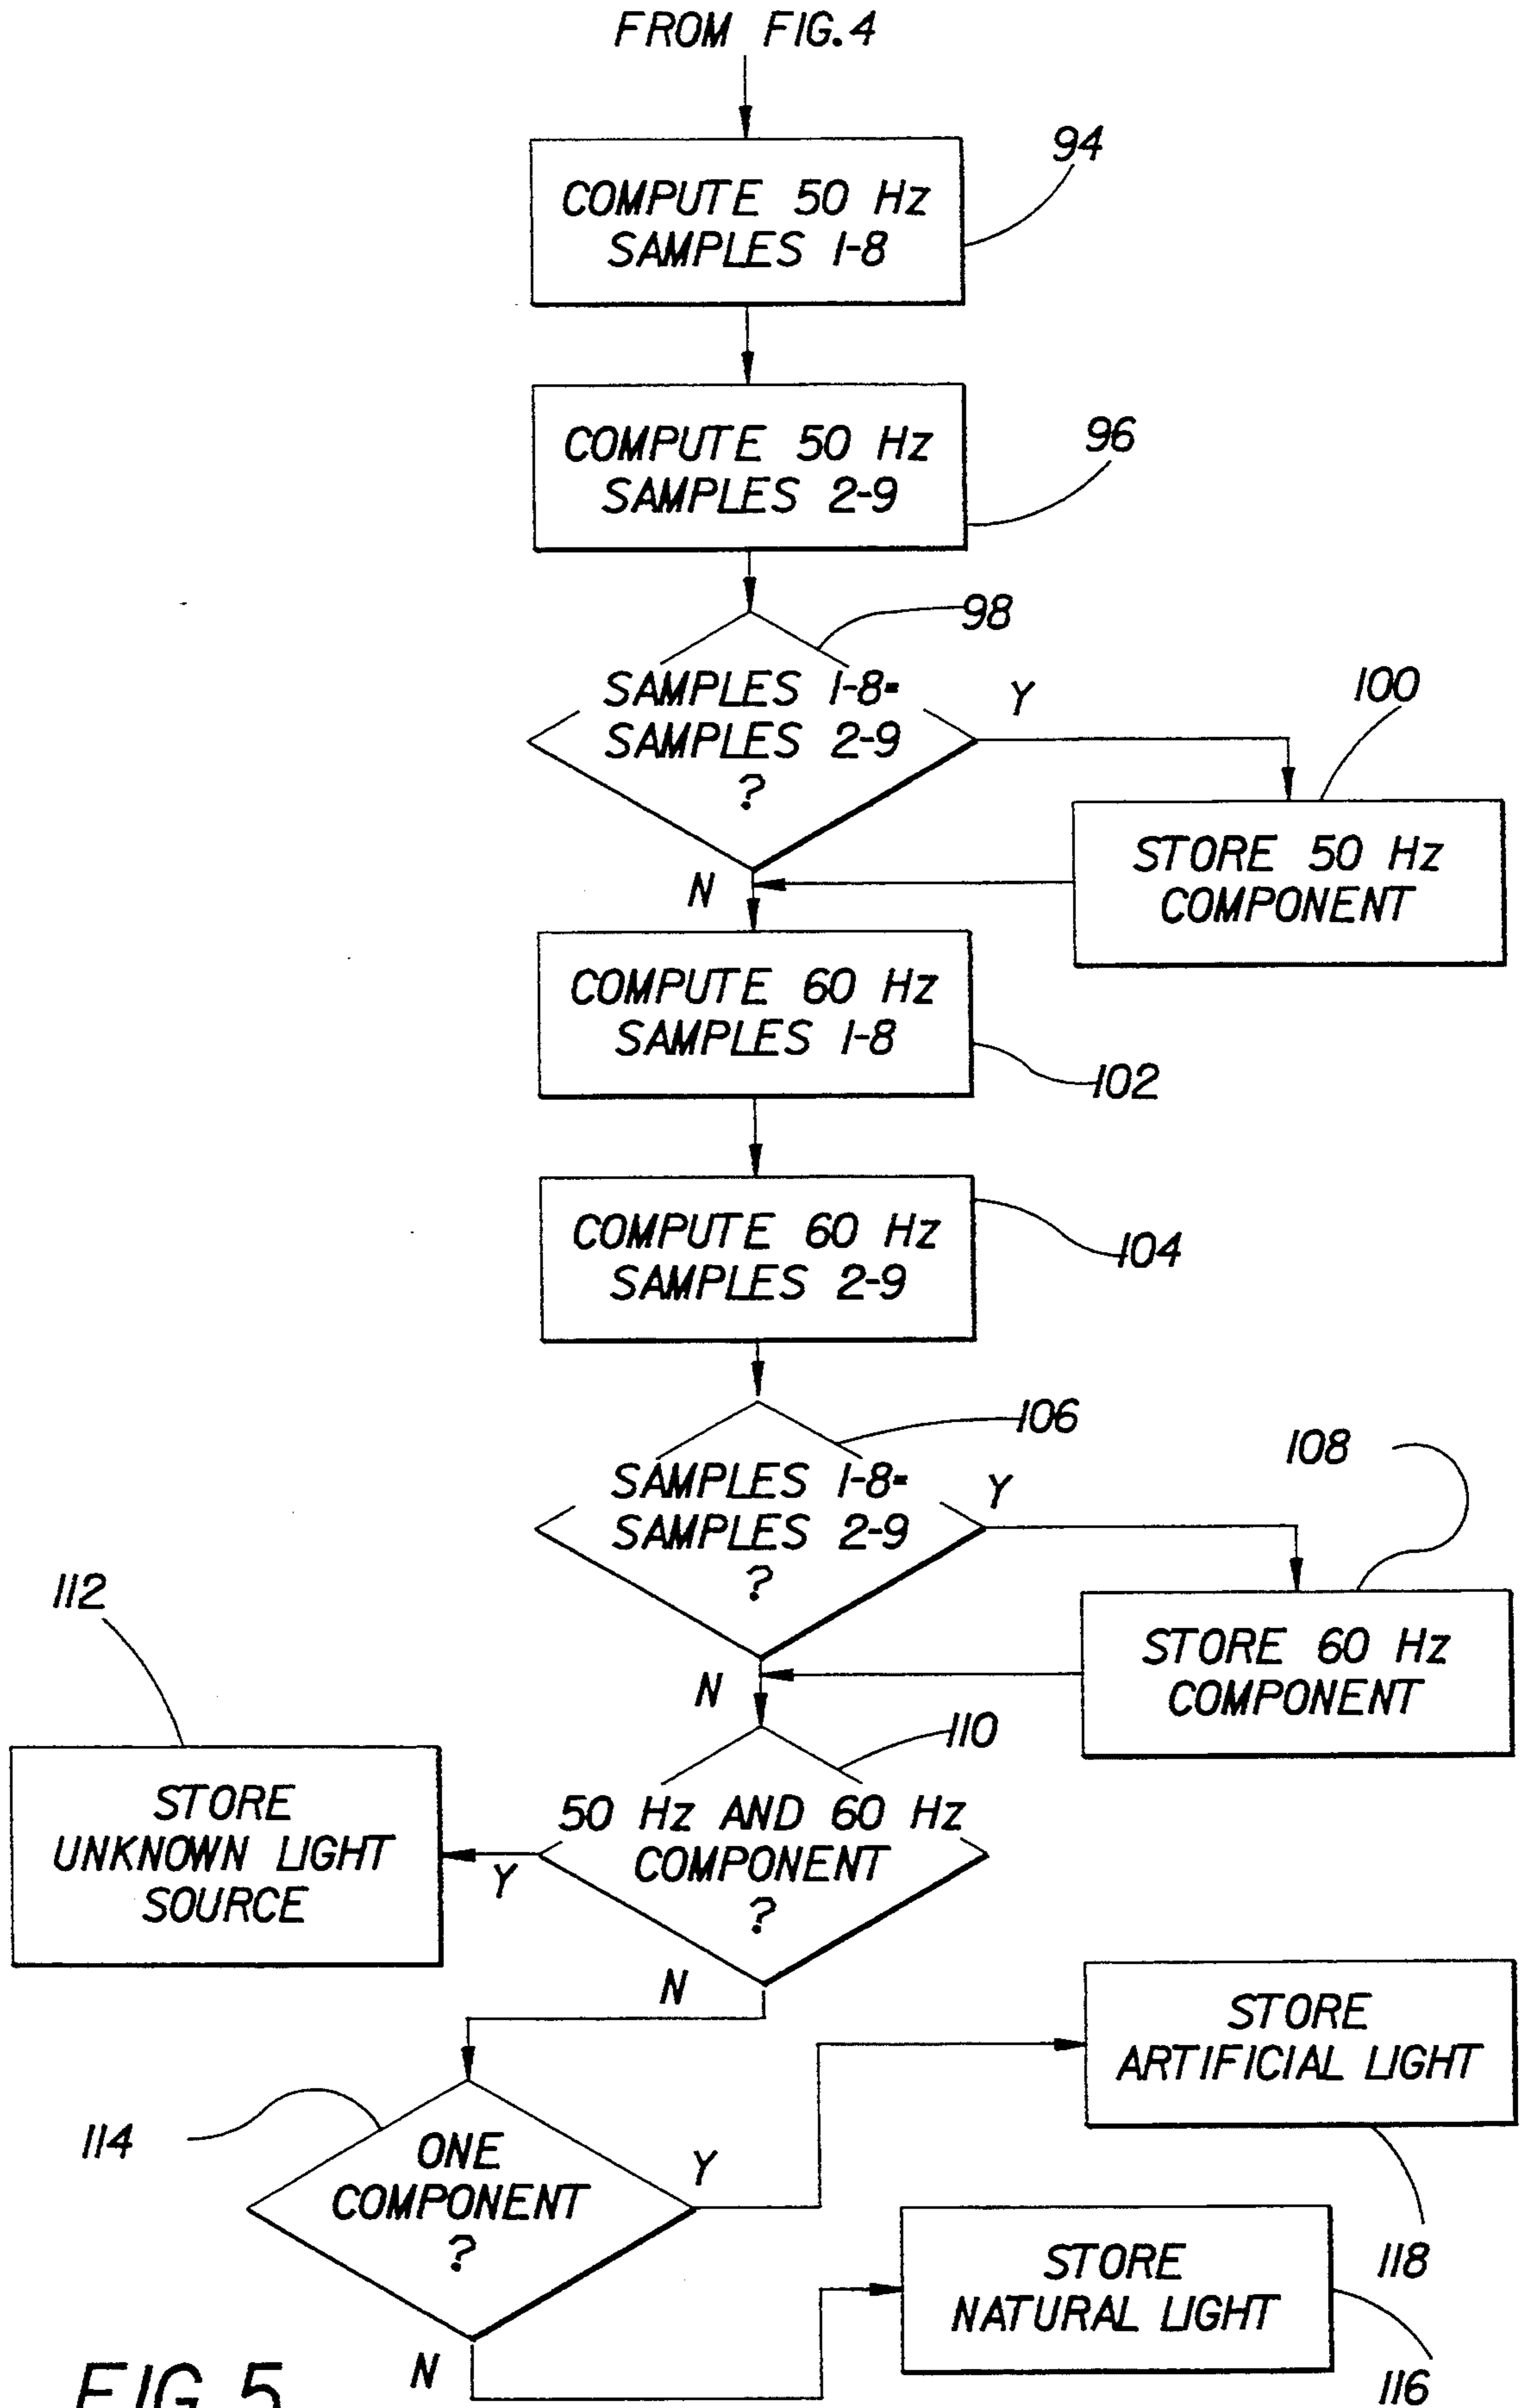 FROM FIG.4
94
COMPUTE 50 Hz
SAMPLES 1-8
96
COMPUTE 50 Hz
SAMPLES 2-9
98
SAMPLES 1-8=
SAMPLES 2-9
?
Y
N
100
STORE 50 Hz
COMPONENT
COMPUTE 60 Hz
SAMPLES 1-8
102
COMPUTE 60 Hz
SAMPLES 2-9
104
106
SAMPLES 1-8=
SAMPLES 2-9
?
Y
N
108
STORE 60 Hz
COMPONENT
110
50 Hz AND 60 Hz
COMPONENT
?
Y
N
112
STORE
UNKNOWN LIGHT
SOURCE
114
ONE
COMPONENT
?
Y
N
STORE
ARTIFICIAL LIGHT
118
STORE
NATURAL LIGHT
116
FIG.5